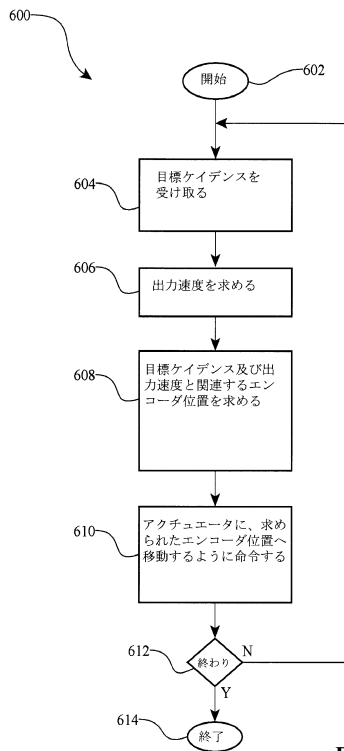 600
開始
602
604
目標ケイデンスを
受け取る
606
出力速度を求める
608
目標ケイデンス及び出
力速度と関連するエン
コーダ位置を求める
610
アクチュエータに、求め
られたエンコーダ位置へ
移動するように命令する
612
終わり
N
Y
614
終了